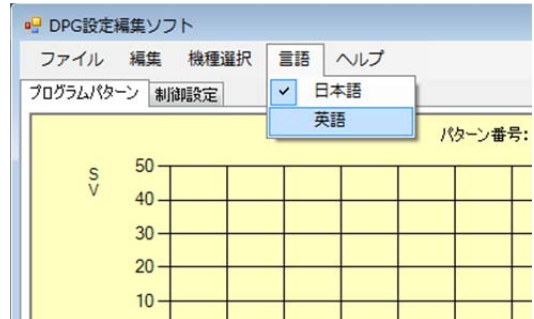 DPG設定編集ソフト
ファイル 編集 機種選択 言語 ヘルプ
プログラムパターン 制御設定
日本語
英語
パターン番号:
SV
50
40
30
20
10